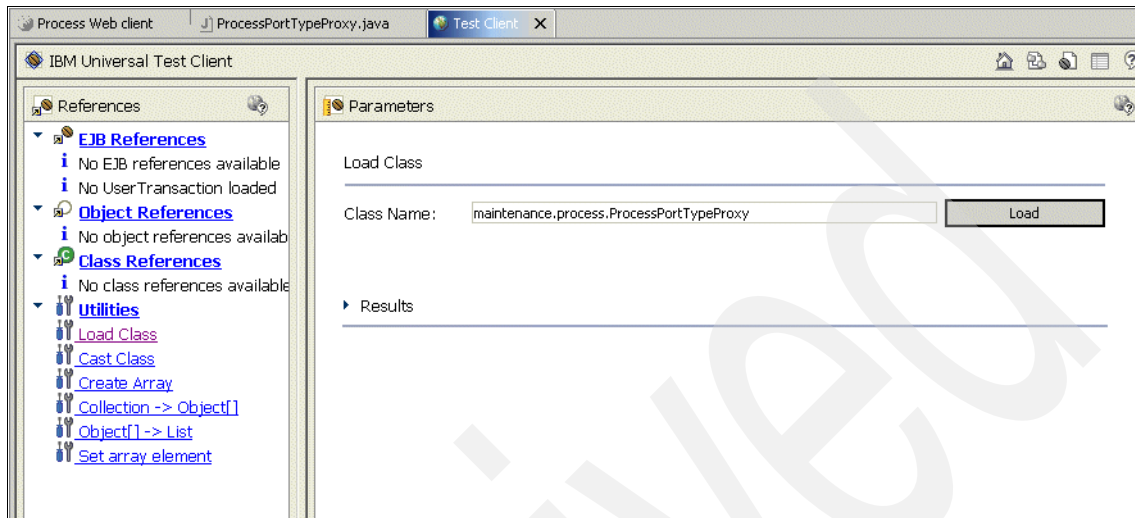 Process Web client
ProcessPortTypeProxy.java
Test Client
IBM Universal Test Client
References
EJB References
No EJB references available
No UserTransaction loaded
Object References
No object references availab
Class References
No class references available
Utilities
Load Class
Cast Class
Create Array
Collection -> Object[]
Object[] -> List
Set array element
Parameters
Load Class
Class Name: maintenance.process.ProcessPortTypeProxy Load
Results
ived